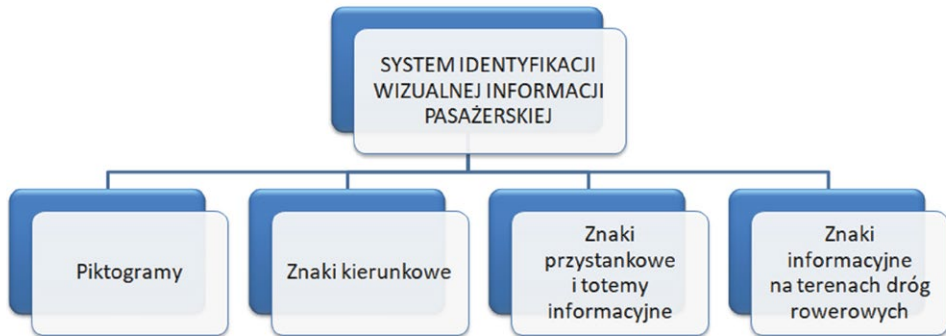 SYSTEM IDENTYFIKACJI
WIZUALNEJ INFORMACJI
PASAŻERSKIEJ
Piktogramy
Znaki kierunkowe
Znaki
przystankowe
i totemy
informacyjne
Znaki
informacyjne
na terenach dróg
rowerowych